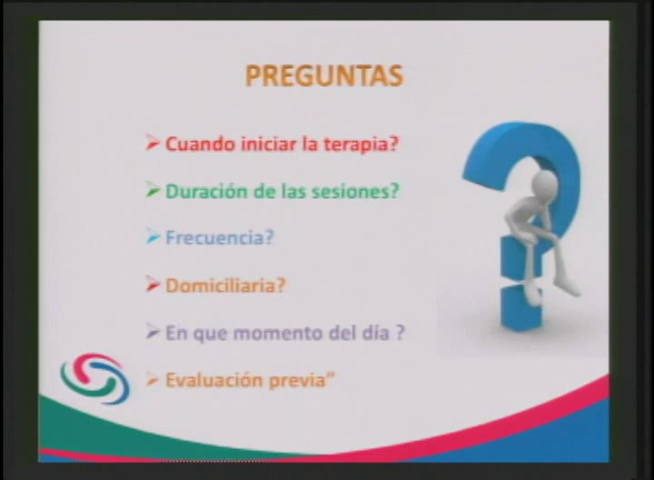 PREGUNTAS
Cuando iniciar la terapia?
Duración de las sesiones?
Frecuencia?
Domiciliaria?
En que momento del día ?
Evaluación previa”